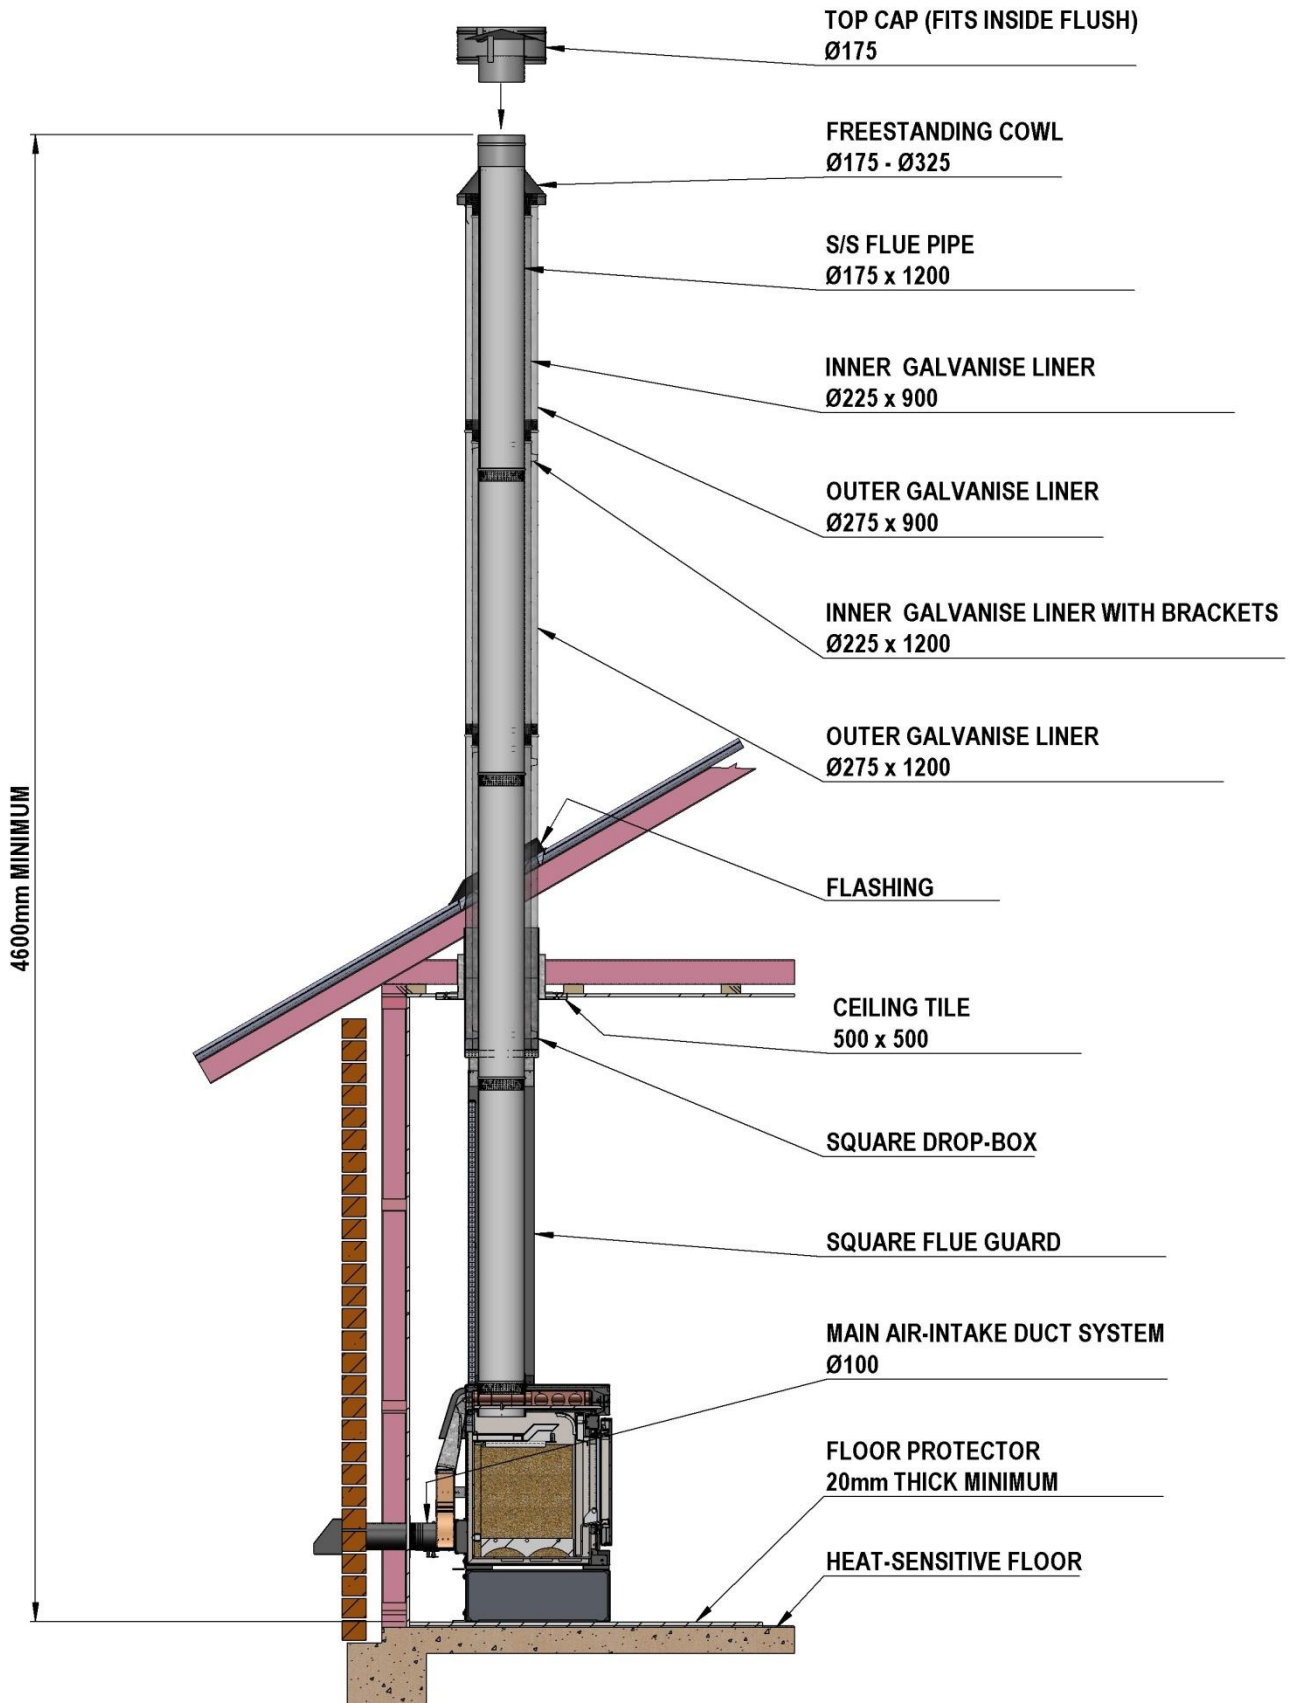 TOP CAP (FITS INSIDE FLUSH)
Ø175
FREESTANDING COWL
Ø175 - Ø325
S/S FLUE PIPE
Ø175 x 1200
INNER GALVANISE LINER
Ø225 x 900
OUTER GALVANISE LINER
Ø275 x 900
INNER GALVANISE LINER WITH BRACKETS
Ø225 x 1200
OUTER GALVANISE LINER
Ø275 x 1200
4600mm MINIMUM
FLASHING
CEILING TILE
500 x 500
SQUARE DROP-BOX
SQUARE FLUE GUARD
MAIN AIR-INTAKE DUCT SYSTEM
Ø100
FLOOR PROTECTOR
20mm THICK MINIMUM
HEAT-SENSITIVE FLOOR